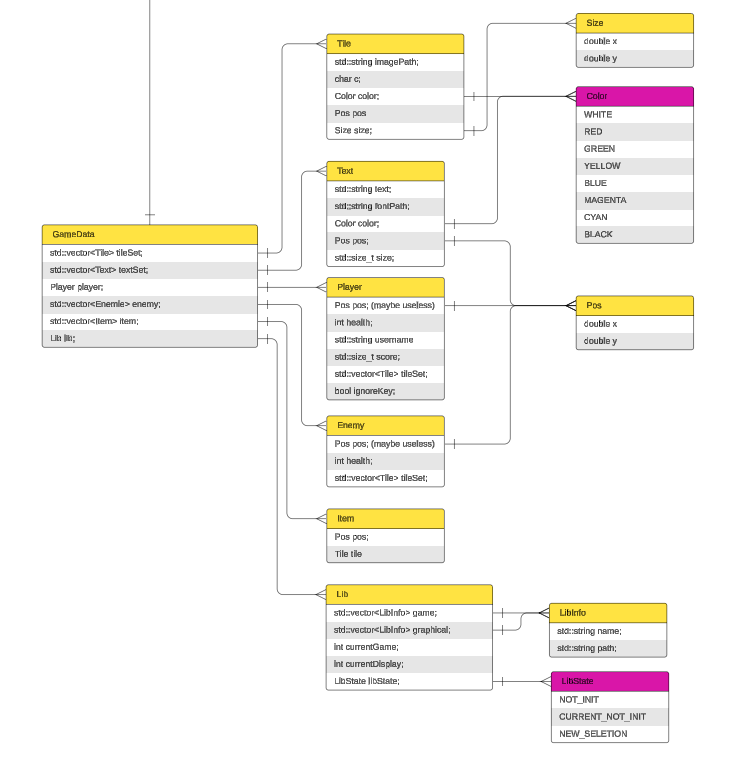 GameData
std::vector<Tile> tileSet;
std::vector<Text> textSet;
Player player;
std::vector<Enemie> enemy;
std::vector<Item> item;
Lib lib;
Tile
std::string imagePath;
char c;
Color color;
Pos pos
Size size;
Text
std::string text;
std::string fontPath;
Color color;
Pos pos;
std::size_t size;
Player
Pos pos; (maybe useless)
int health;
std::string username
std::size_t score;
std::vector<Tile> tileSet;
bool ignoreKey;
Enemy
Pos pos; (maybe useless)
int health;
std::vector<Tile> tileSet;
Item
Pos pos;
Tile tile
Lib
std::vector<LibInfo> game;
std::vector<LibInfo> graphical;
int currentGame;
int currentDisplay;
LibState libState;
Size
double x
double y
Color
WHITE
RED
GREEN
YELLOW
BLUE
MAGENTA
CYAN
BLACK
Pos
double x
double y
LibInfo
std::string name;
std::string path;
LibState
NOT_INIT
CURRENT_NOT_INIT
NEW_SELETION